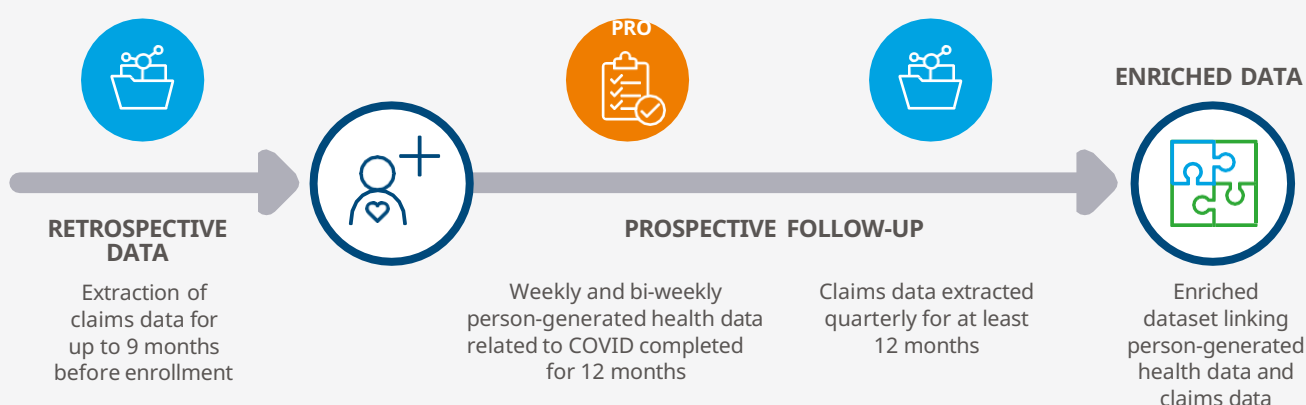 PRO
ENRICHED DATA
RETROSPECTIVE
DATA
Extraction of
claims data for
up to 9 months
before enrollment
PROSPECTIVE FOLLOW-UP
Weekly and bi-weekly
person-generated health data
related to COVID completed
for 12 months
Claims data extracted
quarterly for at least
12 months
Enriched
dataset linking
person-generated
health data and
claims data